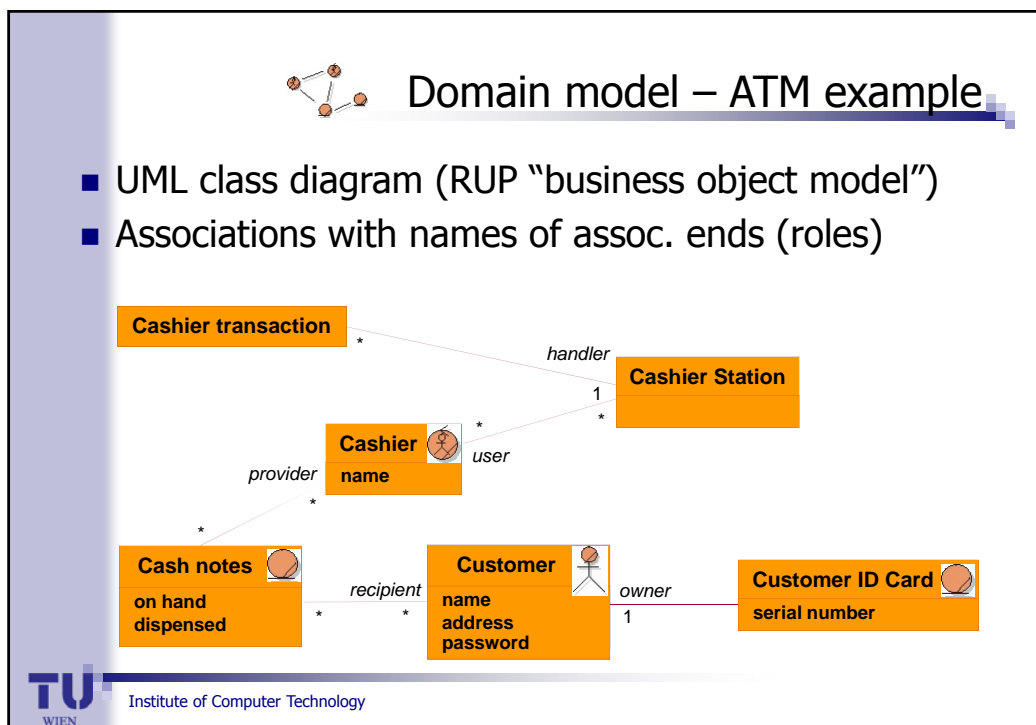 Domain model – ATM example
UML class diagram (RUP “business object model”)
Associations with names of assoc. ends (roles)
Cashier transaction
*
handler
1
Cashier Station
*
Cashier
name
*
user
provider
*
*
Cash notes
on hand
dispensed
*
recipient
*
Customer
name
address
password
owner
1
Customer ID Card
serial number
TU
WIEN
Institute of Computer Technology